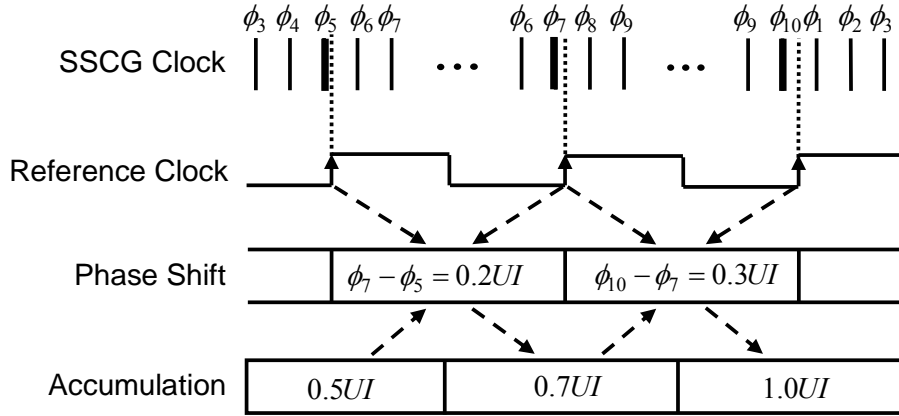 ϕ3 ϕ4 ϕ5 ϕ6 ϕ7 ϕ6 ϕ7 ϕ8 ϕ9 ϕ9 ϕ10 ϕ1 ϕ2 ϕ3
SSCG Clock ••• •••
Reference Clock
Phase Shift ϕ7 − ϕ5 = 0.2UI ϕ10 − ϕ7 = 0.3UI
Accumulation 0.5UI 0.7UI 1.0UI